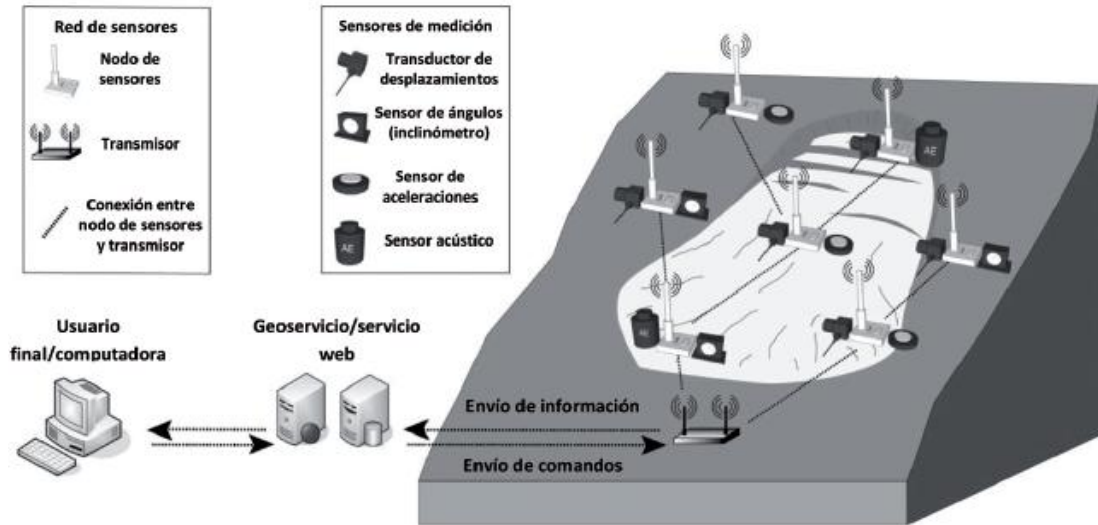 Red de sensores
Nodo de
sensores
Transmisor
Conexión entre
nodo de sensores
y transmisor
Sensores de medición
Transductor de
desplazamientos
Sensor de ángulos
(inclinómetro)
Sensor de
aceleraciones
AE
Sensor acústico
AE
AE
Usuario
final/computadora
Geoservicio/servicio
web
Envío de información
Envío de comandos